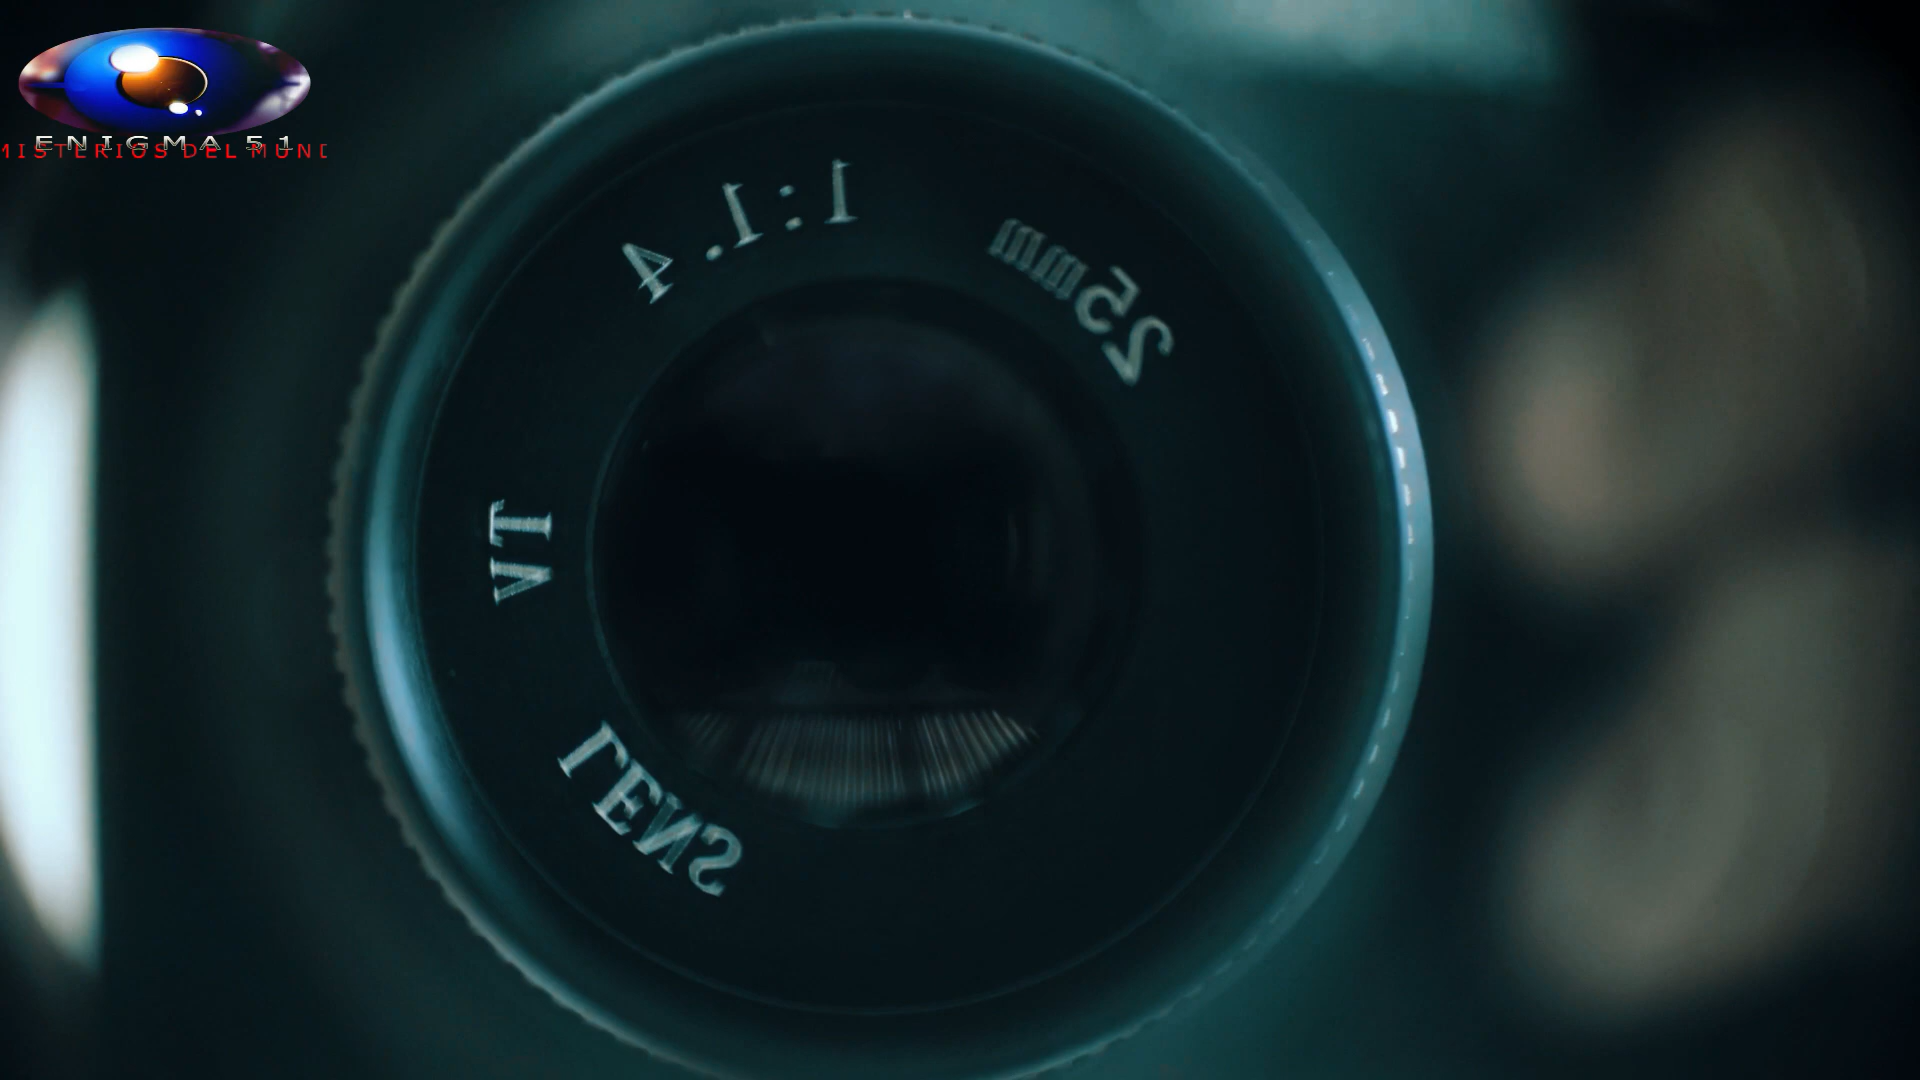 ENIGMA 51
MISTERIOS DEL MUND
25mm
1:1.4
TV
LENS